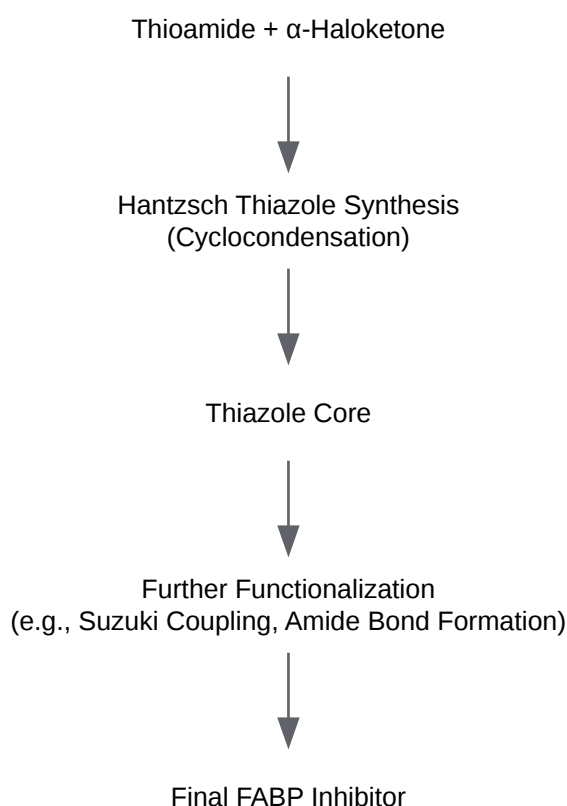 Thioamide + α-Haloketone
Hantzsch Thiazole Synthesis
(Cyclocondensation)
Thiazole Core
Further Functionalization
(e.g., Suzuki Coupling, Amide Bond Formation)
Final FABP Inhibitor